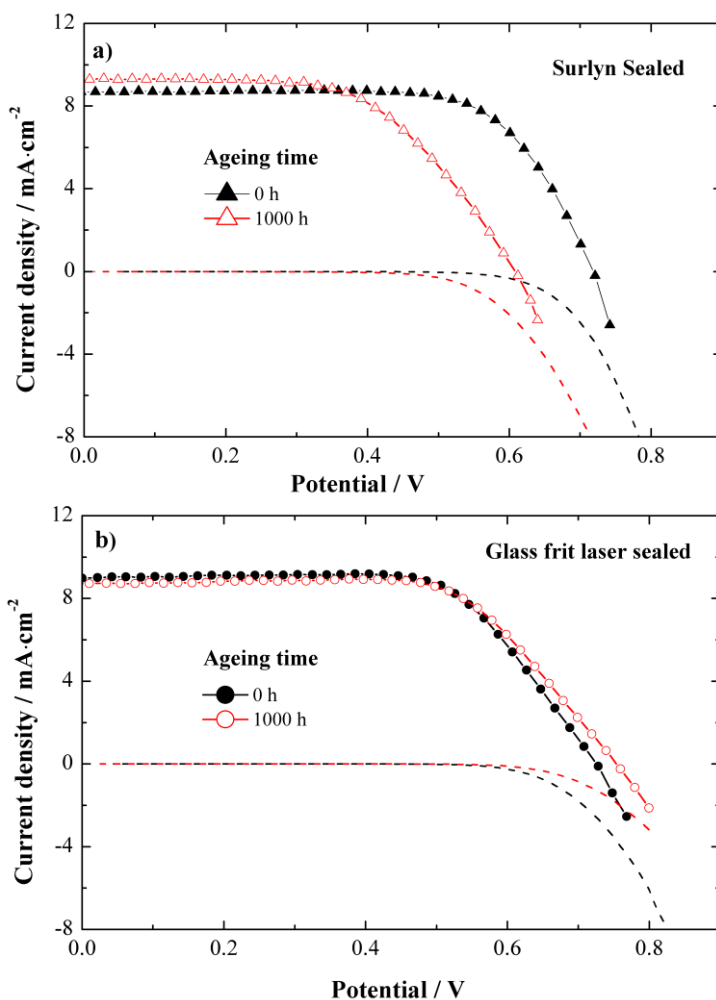 a)
Surlyn Sealed
Ageing time
0 h
1000 h
Current density / mA·cm⁻²
12
8
4
0
-4
-8
0.0 0.2 0.4 0.6 0.8
Potential / V
b)
Glass frit laser sealed
Ageing time
0 h
1000 h
Current density / mA·cm⁻²
12
8
4
0
-4
-8
0.0 0.2 0.4 0.6 0.8
Potential / V